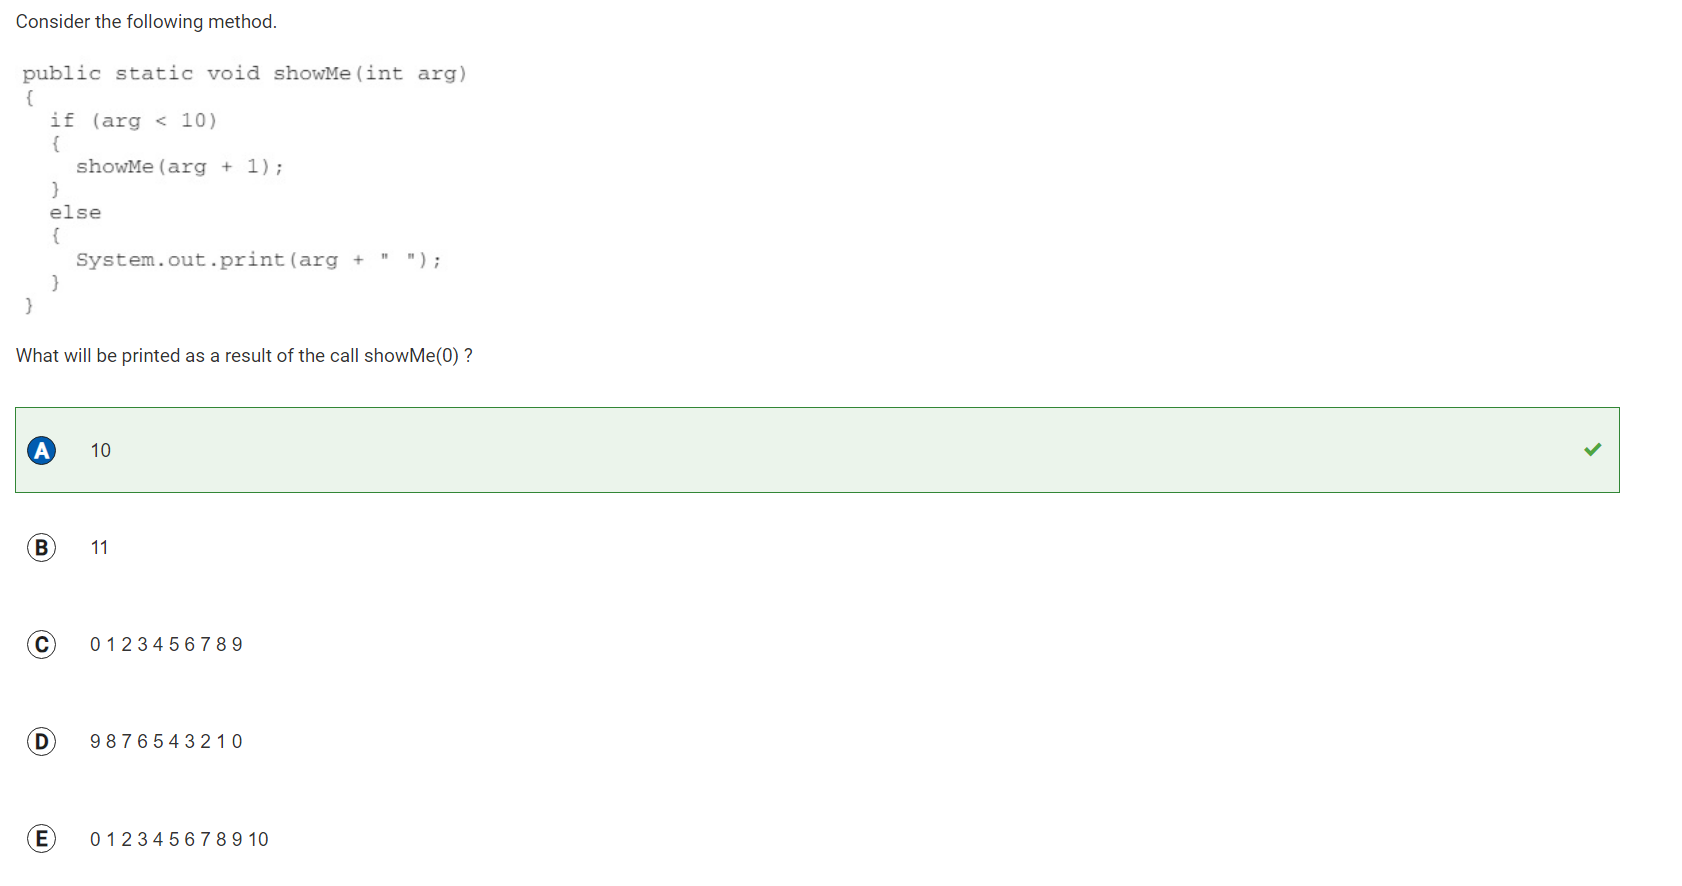 Consider the following method.
public static void showMe(int arg)
{
if (arg < 10)
{
showMe(arg + 1);
}
else
{
System.out.print(arg + " ");
}
}
What will be printed as a result of the call showMe(0) ?
A 10
B 11
C 0 1 2 3 4 5 6 7 8 9
D 9 8 7 6 5 4 3 2 1 0
E 0 1 2 3 4 5 6 7 8 9 10